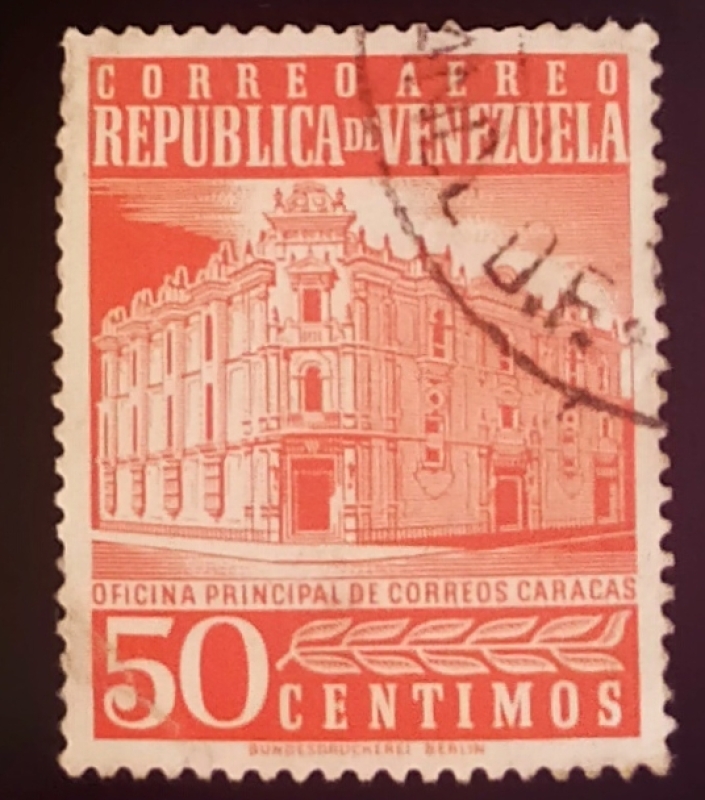 CORREO AEREO
REPUBLICA DE VENEZUELA
D.F.
OFICINA PRINCIPAL DE CORREOS CARACAS
50 CENTIMOS
BUNDESDRUCKEREI BERLIN